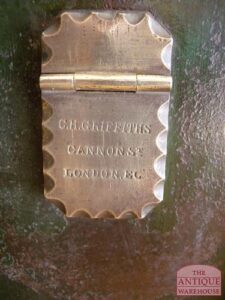 C.H.GRIFFITHS
CANNON ST
LONDON.E.C
THE
ANTIQUE
WAREHOUSE